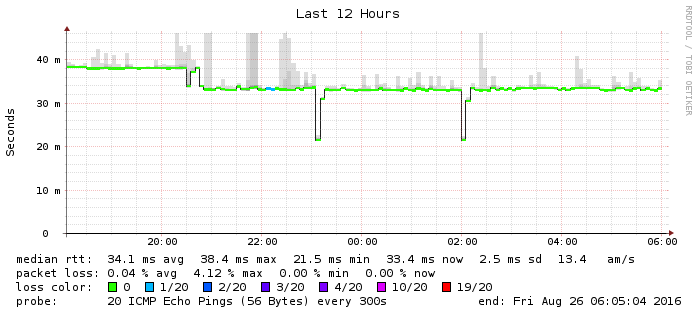 Last 12 Hours
RRDTOOL / TOBI OETIKER
Seconds
40 m
30 m
20 m
10 m
0
20:00 22:00 00:00 02:00 04:00 06:00
median rtt: 34.1 ms avg 38.4 ms max 21.5 ms min 33.4 ms now 2.5 ms sd 13.4 am/s
packet loss: 0.04 % avg 4.12 % max 0.00 % min 0.00 % now
loss color: 0 1/20 2/20 3/20 4/20 10/20 19/20
probe: 20 ICMP Echo Pings (56 Bytes) every 300s end: Fri Aug 26 06:05:04 2016